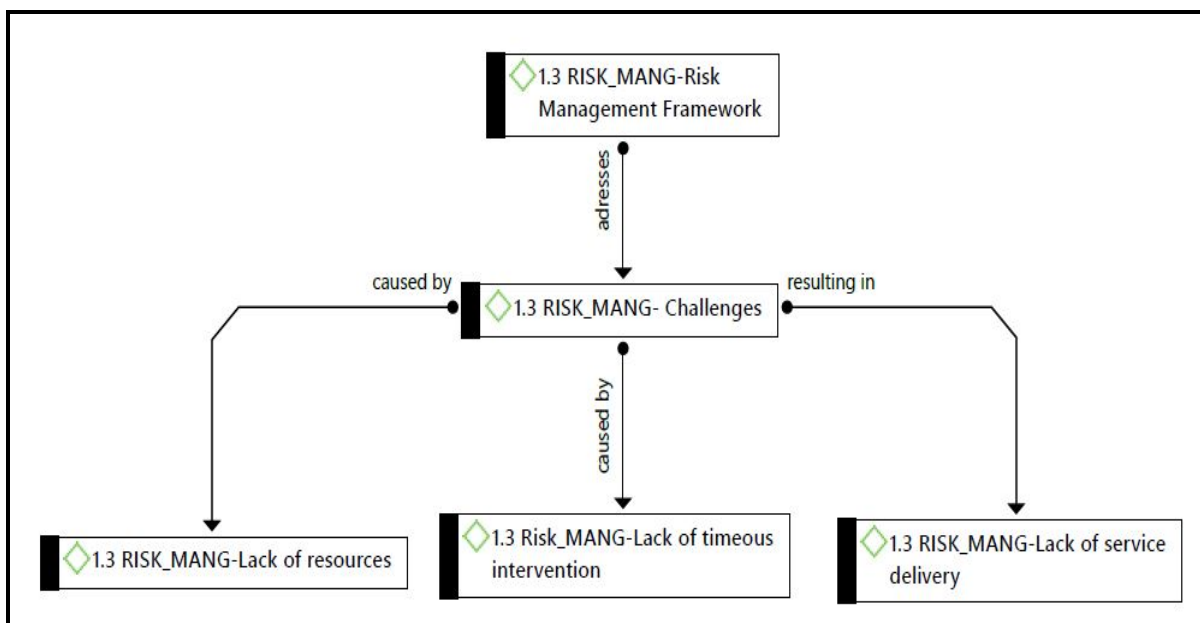 1.3 RISK_MANG-Risk
Management Framework
adresses
caused by
resulting in
1.3 RISK_MANG- Challenges
caused by
1.3 RISK_MANG-Lack of resources
1.3 Risk_MANG-Lack of timeous
intervention
1.3 RISK_MANG-Lack of service
delivery